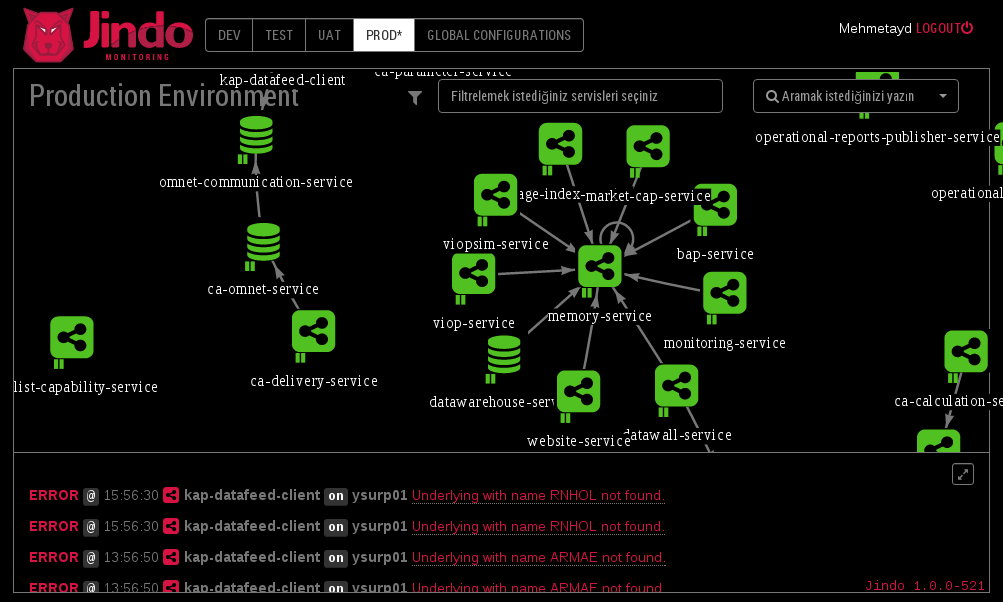 Jindo
MONITORING
DEV
TEST
UAT
PROD*
GLOBAL CONFIGURATIONS
Mehmetayd LOGOUT
Production Environment
Filtrelemek istediğiniz servisleri seçiniz
Aramak istediğinizi yazın
kap-datafeed-client
ca-parameter-service
operational-reports-publisher-service
omnet-communication-service
age-index-
market-cap-service
operational
viopsim-service
bap-service
ca-omnet-service
memory-service
viop-service
monitoring-service
list-capability-service
ca-delivery-service
datawarehouse-serv
ca-calculation-se
website-service
datawall-service
ERROR @ 15:56:30 kap-datafeed-client on ysurp01 Underlying with name RNHOL not found.
ERROR @ 15:56:30 kap-datafeed-client on ysurp01 Underlying with name RNHOL not found.
ERROR @ 13:56:50 kap-datafeed-client on ysurp01 Underlying with name ARMAE not found.
ERROR @ 13:56:50 kap-datafeed-client on ysurp01 Underlying with name ARMAE not found.
Jindo 1.0.0-521